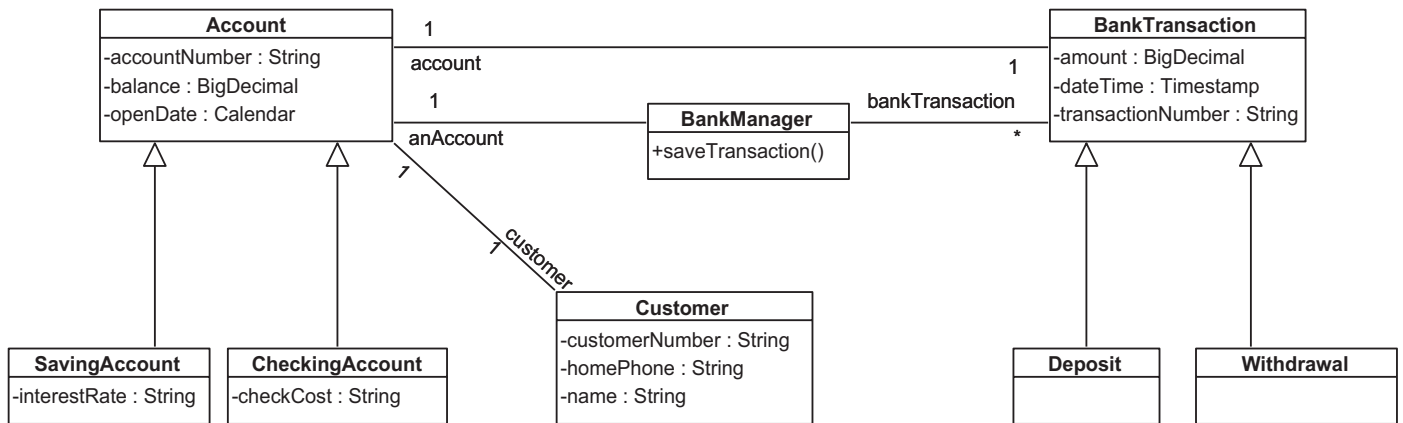 Account
-accountNumber : String
-balance : BigDecimal
-openDate : Calendar
1
account
1
BankTransaction
-amount : BigDecimal
-dateTime : Timestamp
-transactionNumber : String
1
anAccount
BankManager
+saveTransaction()
bankTransaction
*
1
1
customer
Customer
-customerNumber : String
-homePhone : String
-name : String
SavingAccount
-interestRate : String
CheckingAccount
-checkCost : String
Deposit
Withdrawal